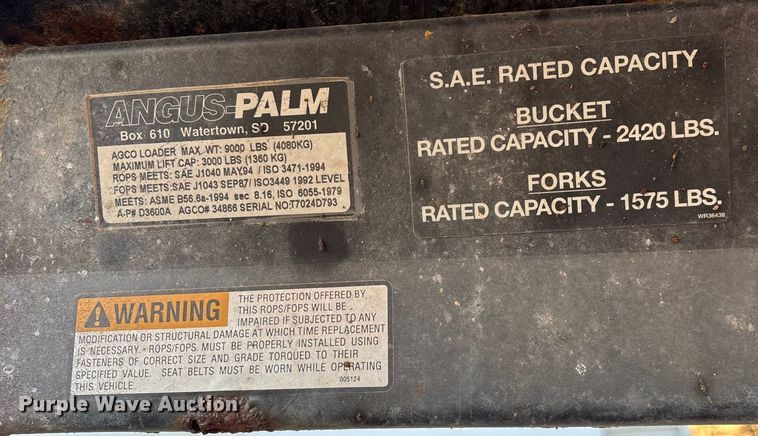 ANGUS-PALM
Box 610 Watertown, SD 57201
AGCO LOADER MAX. WT: 9000 LBS (4080KG)
MAXIMUM LIFT CAP: 3000 LBS (1360 KG)
ROPS MEETS: SAE J1040 MAY94 / ISO 3471-1994
FOPS MEETS: SAE J1043 SEP87/ ISO3449 1992 LEVEL
MEETS: ASME B56.6a-1994 sec 8.16, ISO 6055-1979
A-P# D3600A AGCO# 34866 SERIAL NO:T7024D793
S.A.E. RATED CAPACITY
BUCKET
RATED CAPACITY - 2420 LBS.
FORKS
RATED CAPACITY - 1575 LBS.
WR36438
WARNING
THE PROTECTION OFFERED BY
THIS ROPS/FOPS WILL BE
IMPAIRED IF SUBJECTED TO ANY
MODIFICATION OR STRUCTURAL DAMAGE AT WHICH TIME REPLACEMENT
IS NECESSARY - ROPS/FOPS MUST BE PROPERLY INSTALLED USING
FASTENERS OF CORRECT SIZE AND GRADE TORQUED TO THEIR
SPECIFIED VALUE. SEAT BELTS MUST BE WORN WHILE OPERATING
THIS VEHICLE.
005124
Purple Wave Auction